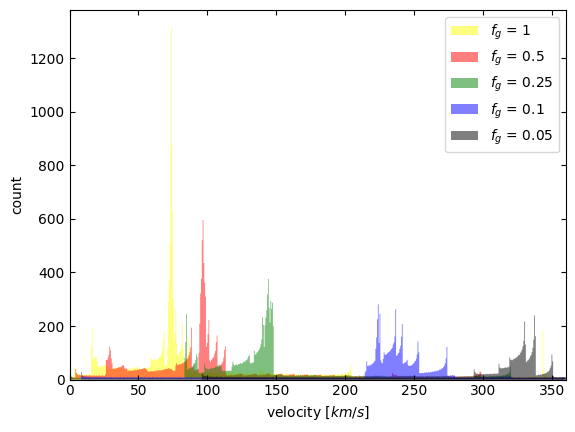 f_g = 1
f_g = 0.5
f_g = 0.25
f_g = 0.1
f_g = 0.05
count
1200
1000
800
600
400
200
0
0 50 100 150 200 250 300 350
velocity [km/s]